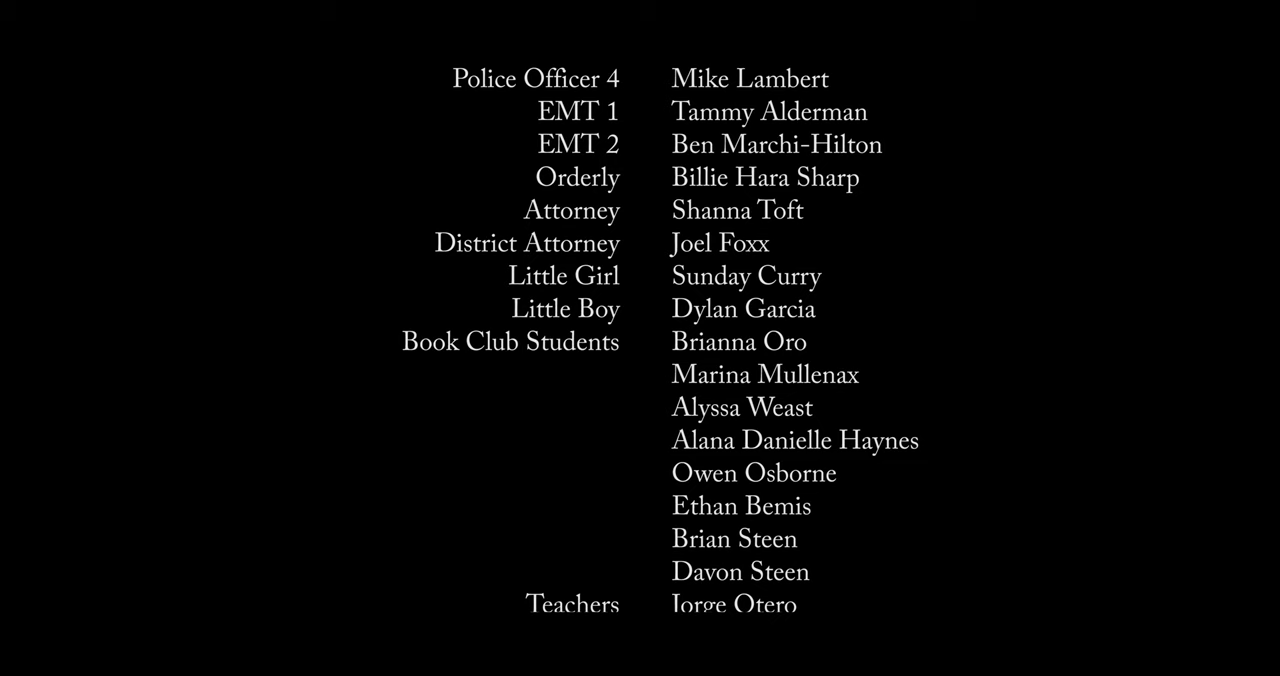 Police Officer 4 Mike Lambert
EMT 1 Tammy Alderman
EMT 2 Ben Marchi-Hilton
Orderly Billie Hara Sharp
Attorney Shanna Toft
District Attorney Joel Foxx
Little Girl Sunday Curry
Little Boy Dylan Garcia
Book Club Students Brianna Oro
Marina Mullenax
Alyssa Weast
Alana Danielle Haynes
Owen Osborne
Ethan Bemis
Brian Steen
Davon Steen
Teachers Jorge Otero